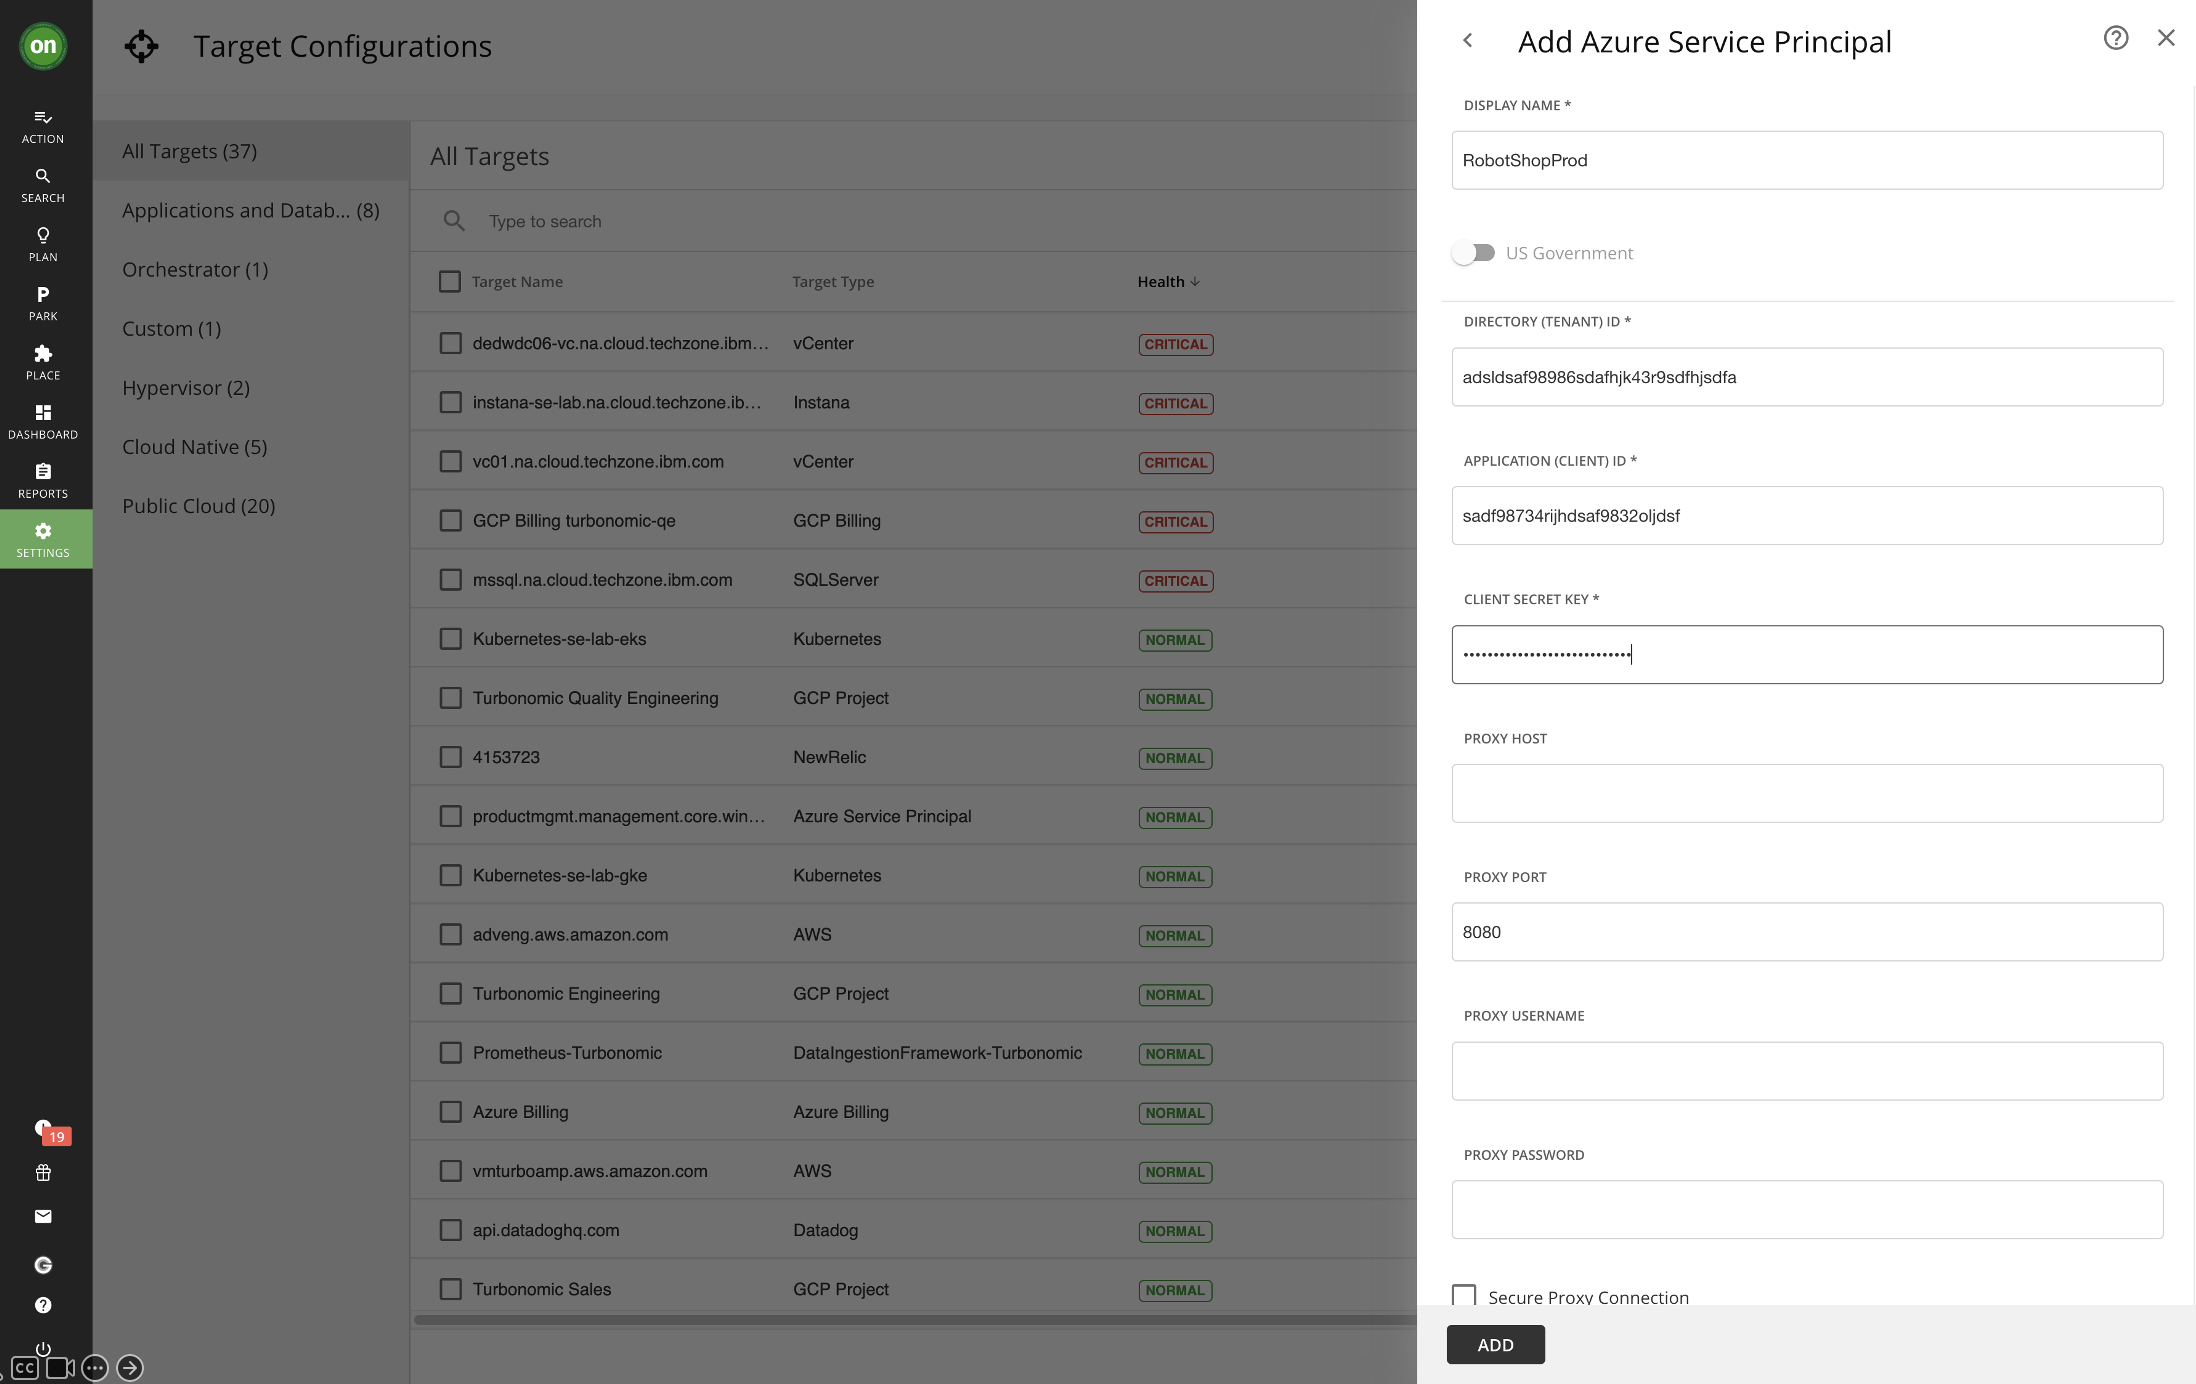 on
ACTION
SEARCH
PLAN
P
PARK
PLACE
DASHBOARD
REPORTS
SETTINGS
19
G
?
CC
Target Configurations
All Targets (37)
Applications and Datab... (8)
Orchestrator (1)
Custom (1)
Hypervisor (2)
Cloud Native (5)
Public Cloud (20)
All Targets
Type to search
Target Name Target Type Health
dedwdc06-vc.na.cloud.techzone.ibm... vCenter CRITICAL
instana-se-lab.na.cloud.techzone.ib... Instana CRITICAL
vc01.na.cloud.techzone.ibm.com vCenter CRITICAL
GCP Billing turbonomic-qe GCP Billing CRITICAL
mssql.na.cloud.techzone.ibm.com SQLServer CRITICAL
Kubernetes-se-lab-eks Kubernetes NORMAL
Turbonomic Quality Engineering GCP Project NORMAL
4153723 NewRelic NORMAL
productmgmt.management.core.win... Azure Service Principal NORMAL
Kubernetes-se-lab-gke Kubernetes NORMAL
adveng.aws.amazon.com AWS NORMAL
Turbonomic Engineering GCP Project NORMAL
Prometheus-Turbonomic DataIngestionFramework-Turbonomic NORMAL
Azure Billing Azure Billing NORMAL
vmturboamp.aws.amazon.com AWS NORMAL
api.datadoghq.com Datadog NORMAL
Turbonomic Sales GCP Project NORMAL
Add Azure Service Principal
?
DISPLAY NAME *
RobotShopProd
US Government
DIRECTORY (TENANT) ID *
adsldsaf98986sdafhjk43r9sdfhjsdfa
APPLICATION (CLIENT) ID *
sadf98734rijhdsaf9832oljdsf
CLIENT SECRET KEY *
PROXY HOST
PROXY PORT
8080
PROXY USERNAME
PROXY PASSWORD
Secure Proxy Connection
ADD